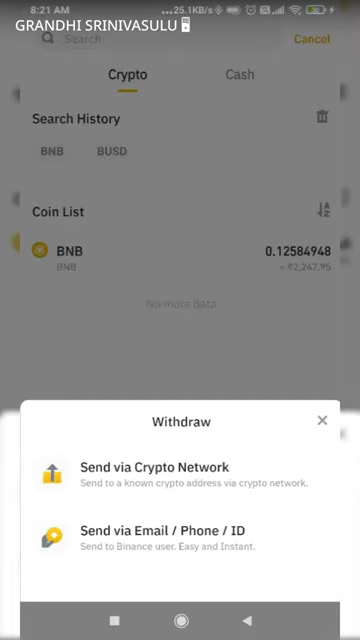 8:21 AM
...25.1KB/s
GRANDHI SRINIVASULU
Search
Cancel
Crypto
Cash
Search History
BNB
BUSD
Coin List
BNB
0.12584948
BNB
≈ ₹2,247.95
No more data
Withdraw
Send via Crypto Network
Send to a known crypto address via crypto network.
Send via Email / Phone / ID
Send to Binance user. Easy and Instant.